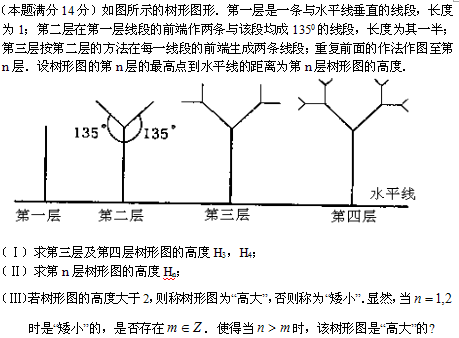 (本题满分14分) 如图所示的树形图形. 第一层是一条与水平线垂直的线段, 长度
为 1; 第二层在第一层线段的前端作两条与该段均成 135⁰ 的线段, 长度为其一半;
第三层按第二层的方法在每一线段的前端生成两条线段; 重复前面的作法作图至第
n 层. 设树形图的第 n 层的最高点到水平线的距离为第 n 层树形图的高度.
135° 135°
水平线
第一层 第二层 第三层 第四层
(Ⅰ) 求第三层及第四层树形图的高度 H₃, H₄;
(Ⅱ) 求第 n 层树形图的高度 Hₙ;
(Ⅲ)若树形图的高度大于 2, 则称树形图为“高大”, 否则称为“矮小”. 显然, 当 n = 1,2
时是“矮小”的, 是否存在 m ∈ Z. 使得当 n > m 时, 该树形图是“高大”的?